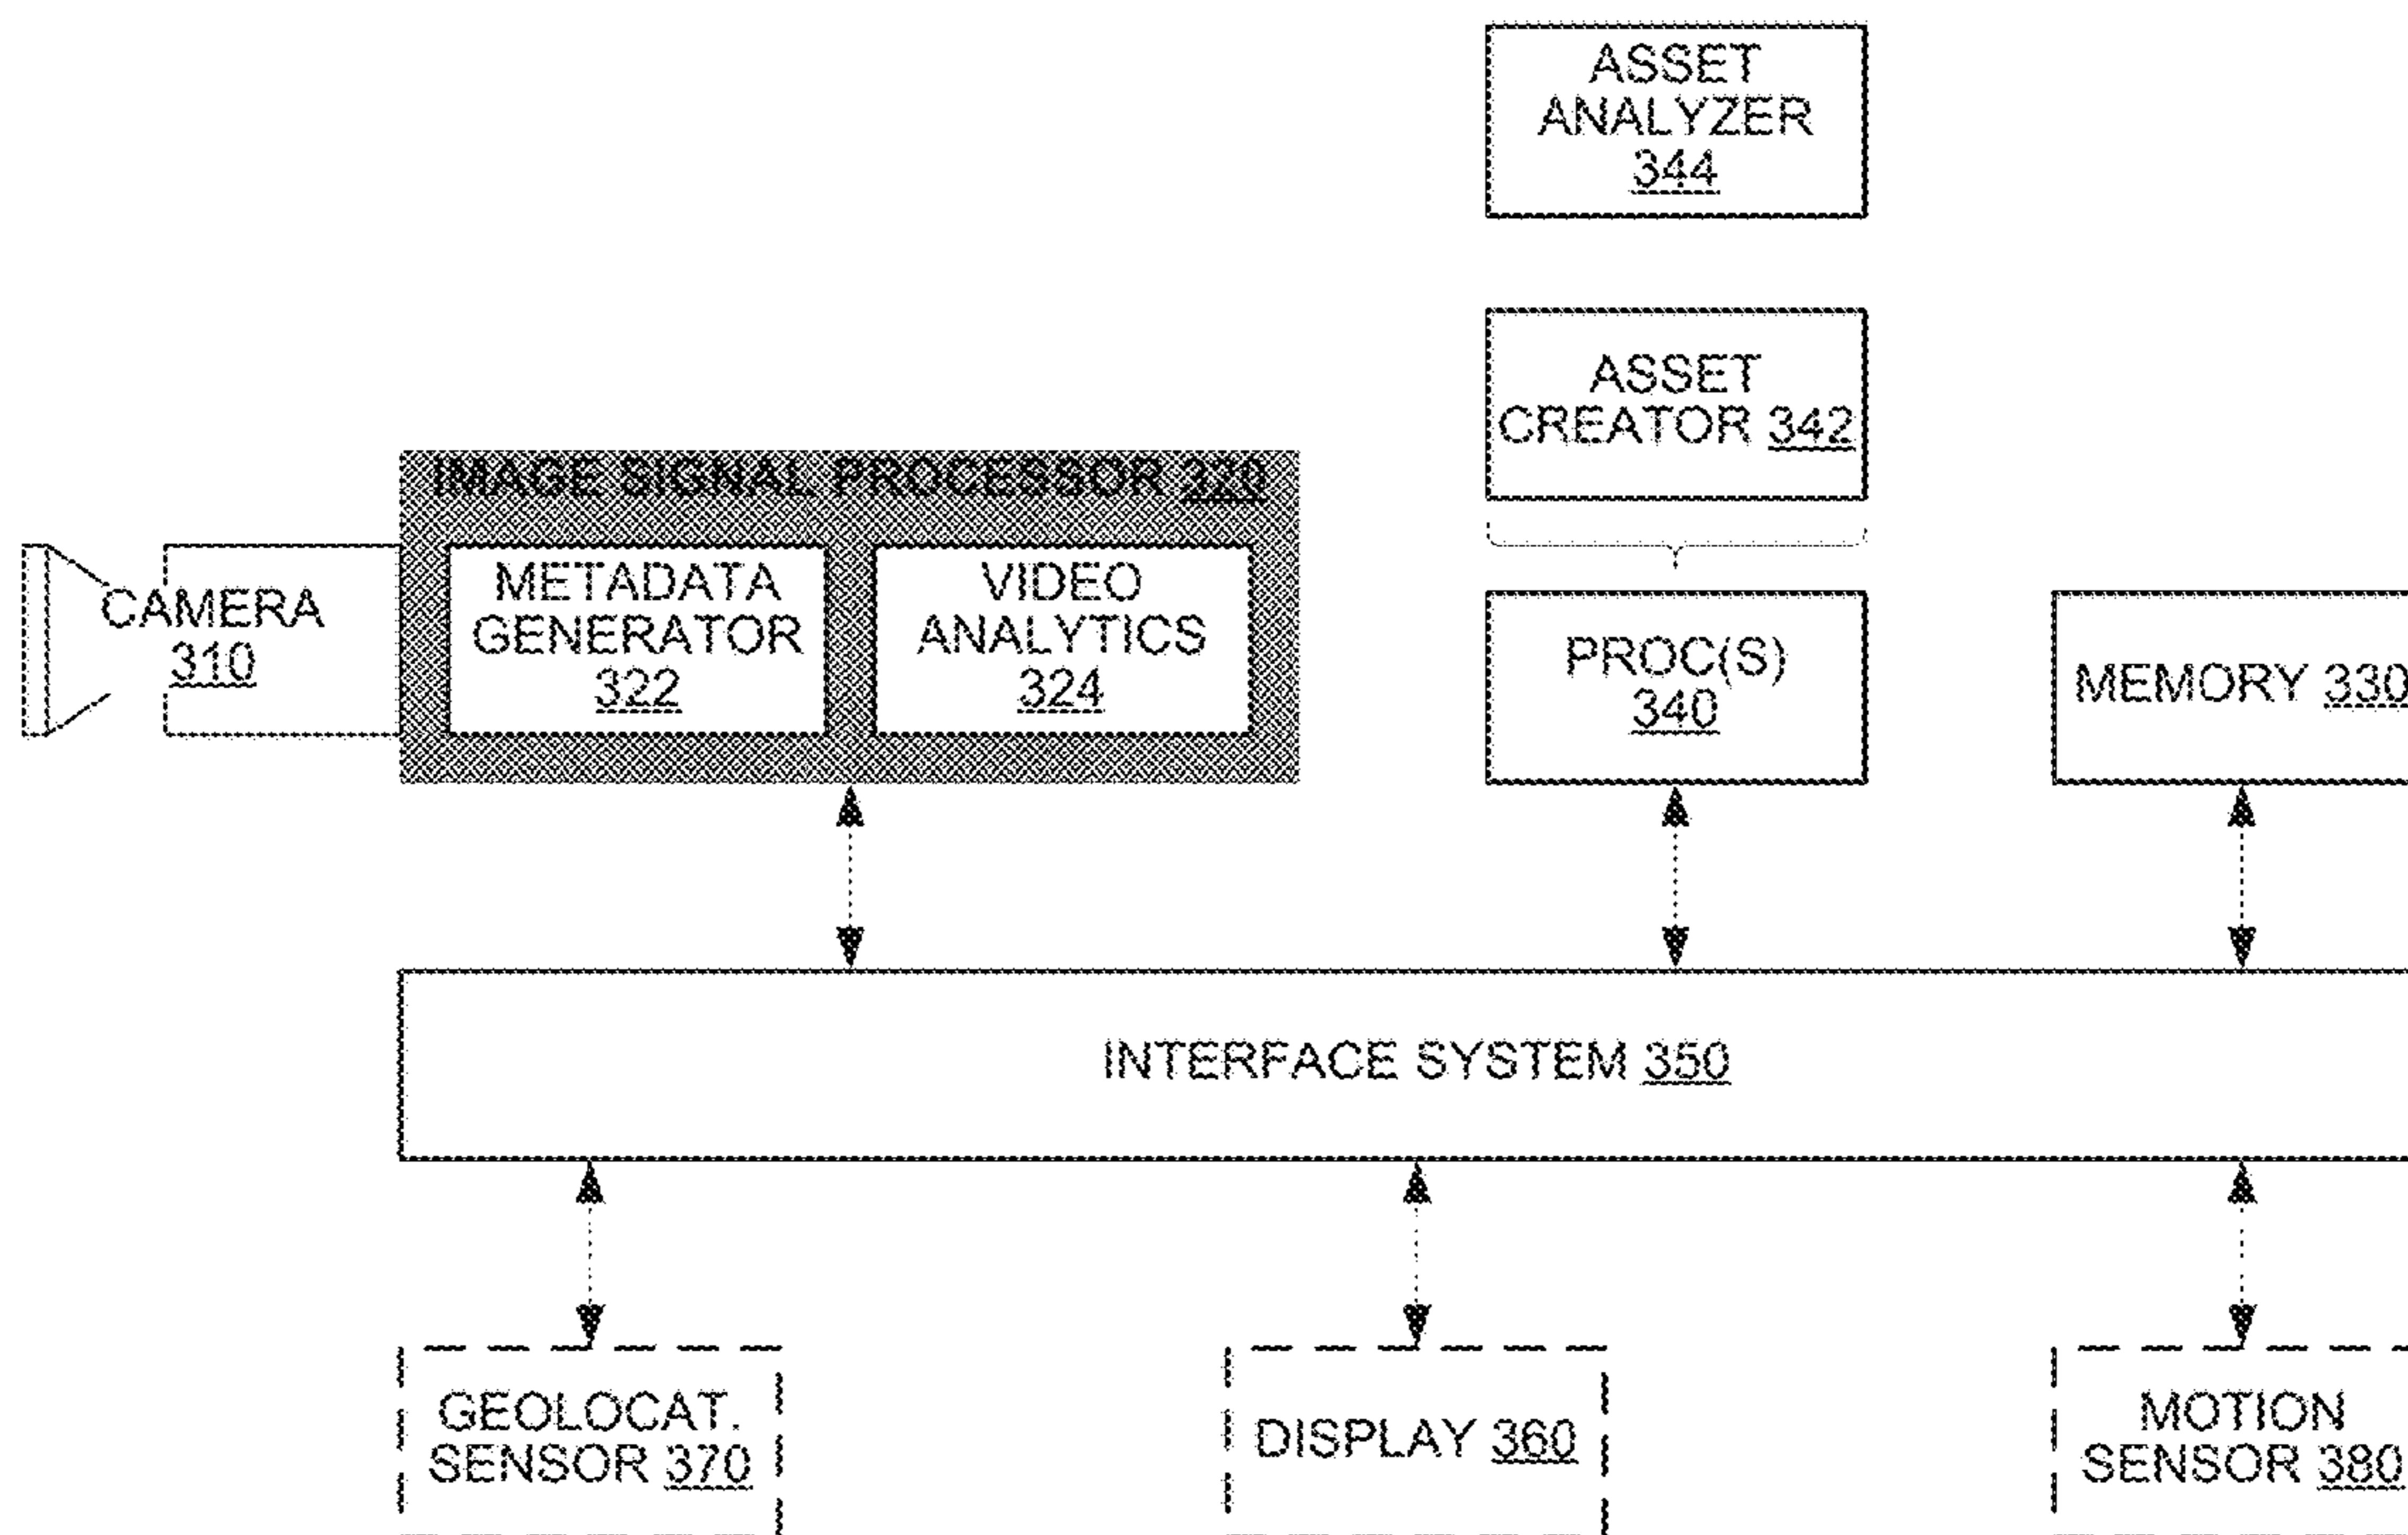 ASSET
ANALYZER
344
ASSET
CREATOR 342
IMAGE SIGNAL PROCESSOR
CAMERA
310
METADATA
GENERATOR
322
VIDEO
ANALYTICS
324
PROC(S)
340
MEMORY 330
INTERFACE SYSTEM 350
GEOLOCAT.
SENSOR 370
DISPLAY 360
MOTION
SENSOR 380